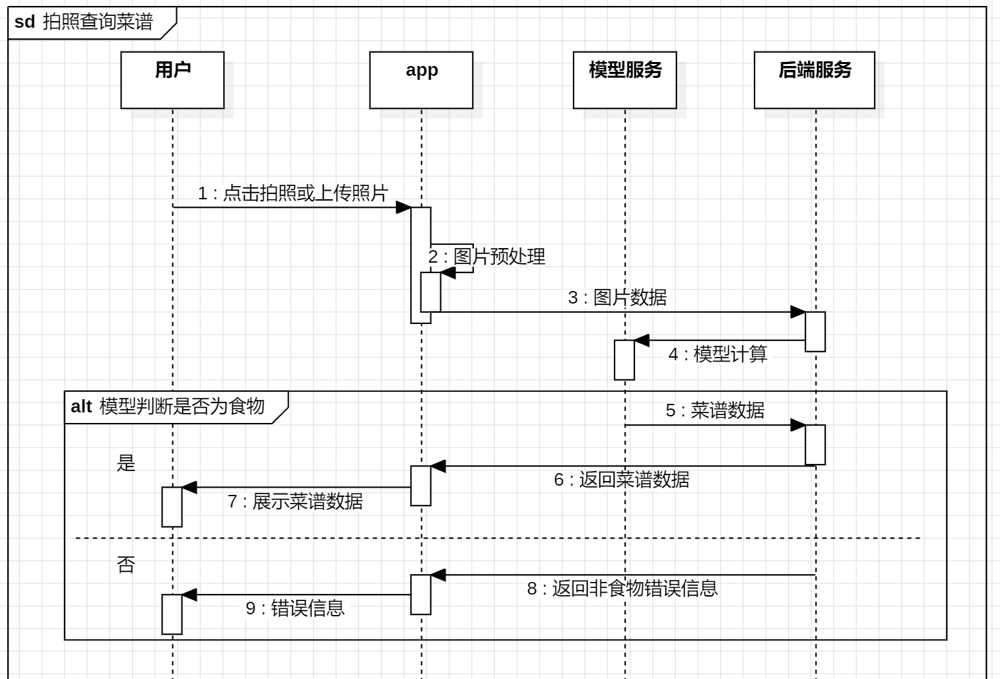 sd 拍照查询菜谱
用户
app
模型服务
后端服务
1 : 点击拍照或上传照片
2 : 图片预处理
3 : 图片数据
4 : 模型计算
alt 模型判断是否为食物
5 : 菜谱数据
是
6 : 返回菜谱数据
7 : 展示菜谱数据
否
8 : 返回非食物错误信息
9 : 错误信息